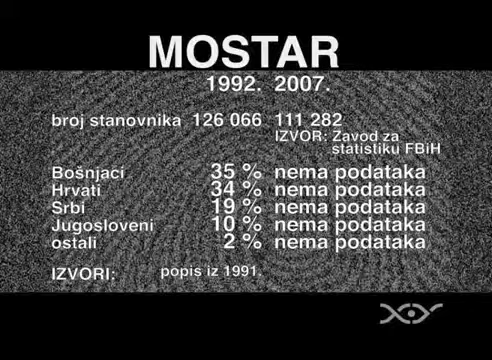 MOSTAR
1992. 2007.
broj stanovnika 126 066 111 282
IZVOR: Zavod za
statistiku FBiH
Bošnjaci 35 % nema podataka
Hrvati 34 % nema podataka
Srbi 19 % nema podataka
Jugosloveni 10 % nema podataka
ostali 2 % nema podataka
IZVORI: popis iz 1991.